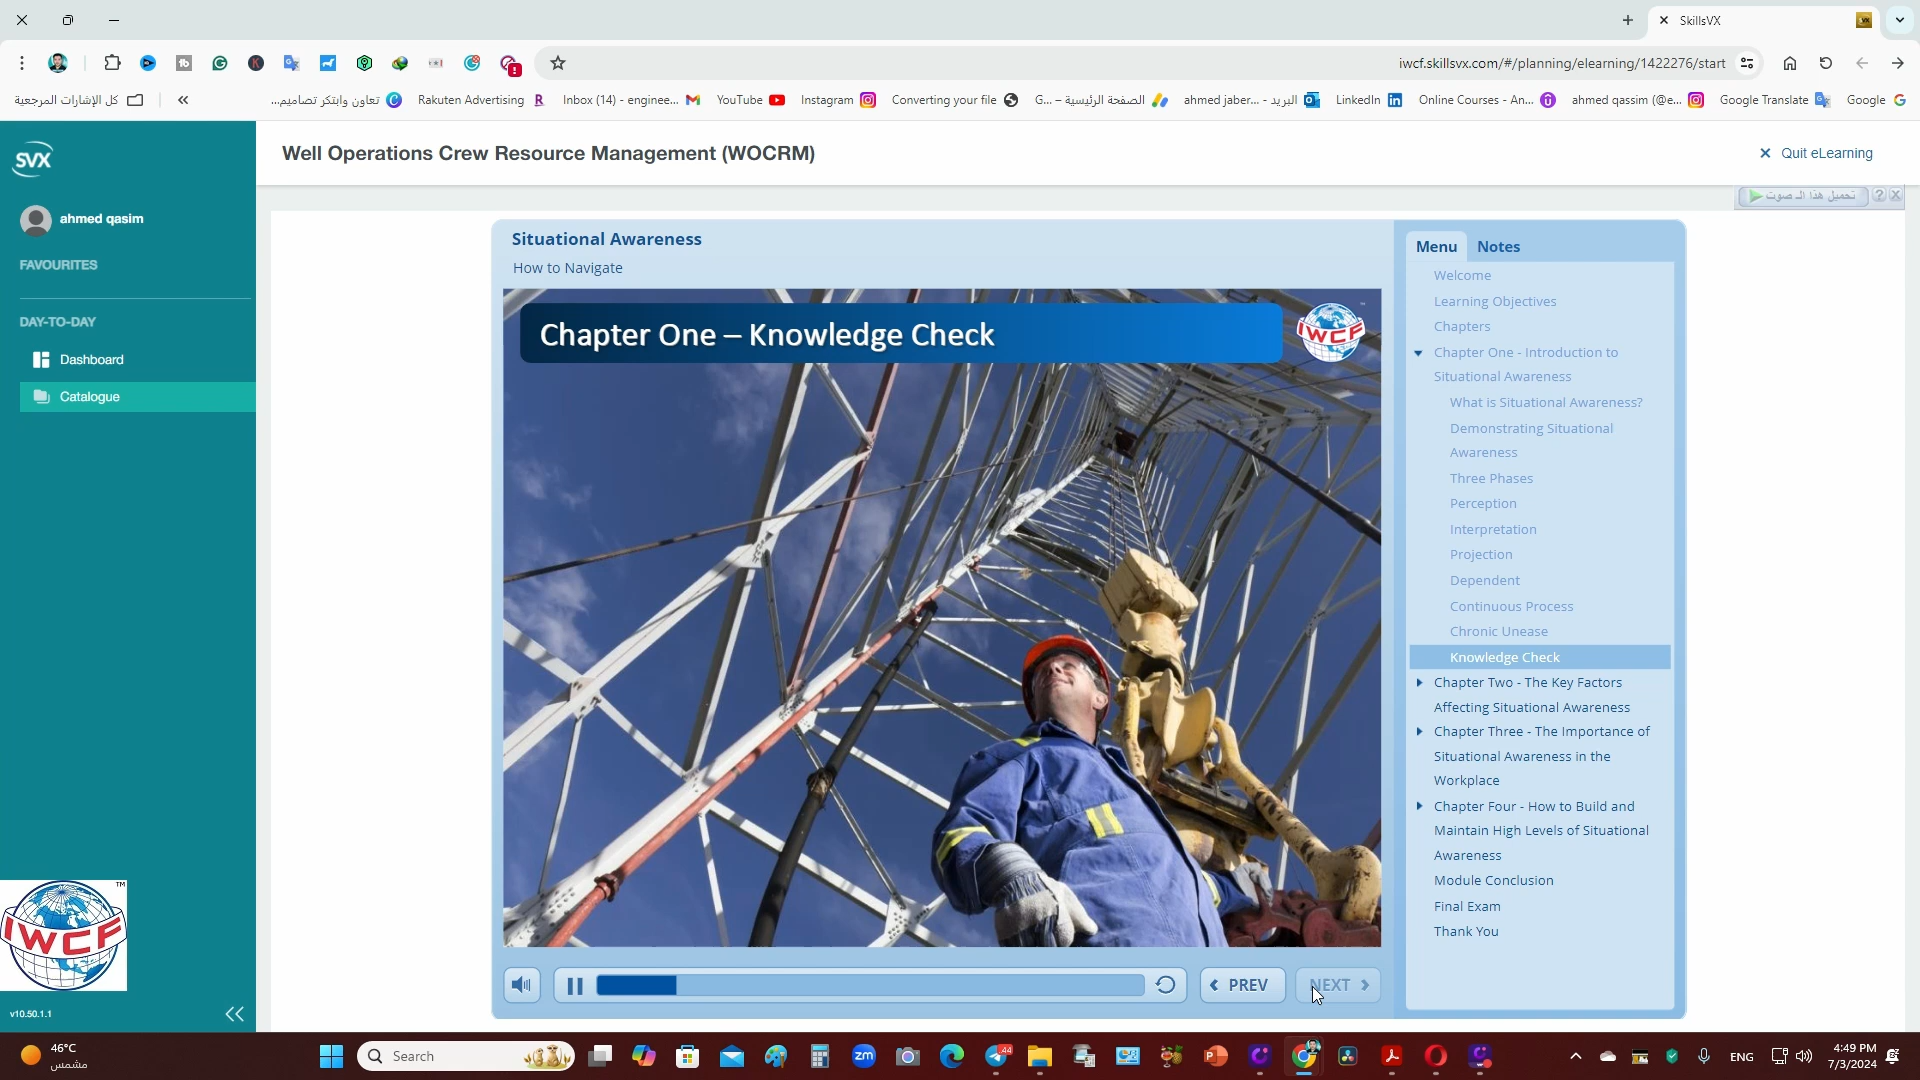 SkillsVX
iwcf.skillsvx.com/#/planning/elearning/1422276/start
كل الإشارات المرجعية
تعاون وابتكر تصاميم...
Rakuten Advertising
Inbox (14) - enginee...
YouTube
Instagram
Converting your file
الصفحة الرئيسية – G...
البريد - ahmed jaber...
LinkedIn
Online Courses - An...
ahmed qassim (@e...
Google Translate
Google
SVX
Well Operations Crew Resource Management (WOCRM)
Quit eLearning
تحميل هذا الـ صوت
ahmed qasim
FAVOURITES
DAY-TO-DAY
Dashboard
Catalogue
Situational Awareness
How to Navigate
Chapter One – Knowledge Check
IWCF
Menu
Notes
Welcome
Learning Objectives
Chapters
Chapter One - Introduction to
Situational Awareness
What is Situational Awareness?
Demonstrating Situational
Awareness
Three Phases
Perception
Interpretation
Projection
Dependent
Continuous Process
Chronic Unease
Knowledge Check
Chapter Two - The Key Factors
Affecting Situational Awareness
Chapter Three - The Importance of
Situational Awareness in the
Workplace
Chapter Four - How to Build and
Maintain High Levels of Situational
Awareness
Module Conclusion
Final Exam
Thank You
PREV
NEXT
IWCF
TM
v10.50.1.1
46°C
مشمس
Search
zm
44
ENG
4:49 PM
7/3/2024